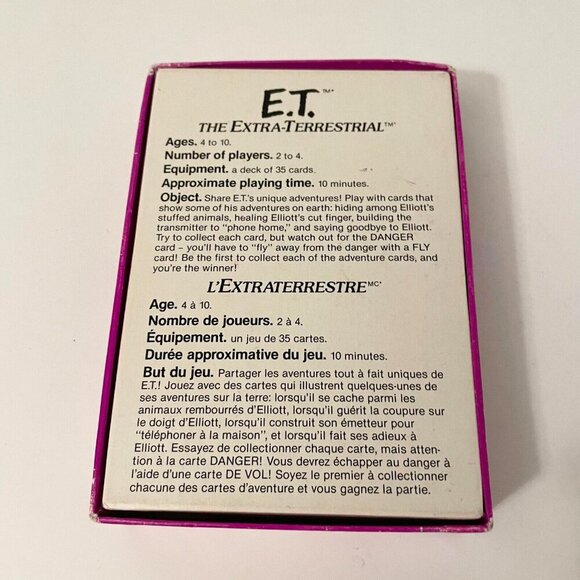 E.T.™*
THE EXTRA-TERRESTRIAL™*
Ages. 4 to 10.
Number of players. 2 to 4.
Equipment. a deck of 35 cards.
Approximate playing time. 10 minutes.
Object. Share E.T.'s unique adventures! Play with cards that
show some of his adventures on earth: hiding among Elliott's
stuffed animals, healing Elliott's cut finger, building the
transmitter to "phone home," and saying goodbye to Elliott.
Try to collect each card, but watch out for the DANGER
card – you'll have to "fly" away from the danger with a FLY
card! Be the first to collect each of the adventure cards, and
you're the winner!
L'EXTRATERRESTRE MC*
Age. 4 à 10.
Nombre de joueurs. 2 à 4.
Équipement. un jeu de 35 cartes.
Durée approximative du jeu. 10 minutes.
But du jeu. Partager les aventures tout à fait uniques de
E.T.! Jouez avec des cartes qui illustrent quelques-unes de
ses aventures sur la terre: lorsqu'il se cache parmi les
animaux rembourrés d'Elliott, lorsqu'il guérit la coupure sur
le doigt d'Elliott, lorsqu'il construit son émetteur pour
"téléphoner à la maison", et lorsqu'il fait ses adieux à
Elliott. Essayez de collectionner chaque carte, mais atten-
tion à la carte DANGER! Vous devrez échapper au danger à
l'aide d'une carte DE VOL! Soyez le premier à collectionner
chacune des cartes d'aventure et vous gagnez la partie.